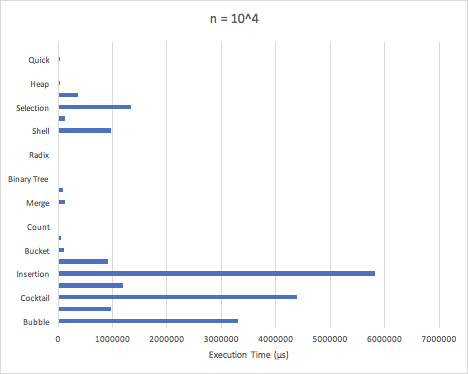 n = 10^4
Quick
Heap
Selection
Shell
Radix
Binary Tree
Merge
Count
Bucket
Insertion
Cocktail
Bubble
0 1000000 2000000 3000000 4000000 5000000 6000000 7000000
Execution Time (µs)